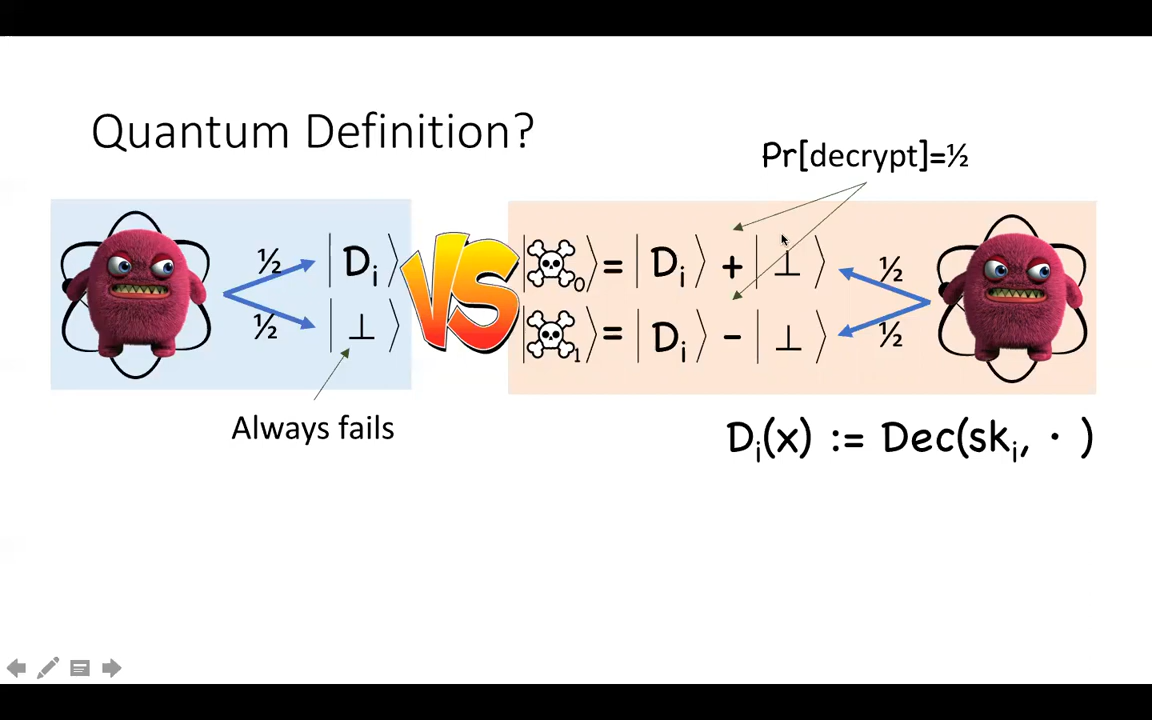 Quantum Definition?
Pr[decrypt]=½
½ |Dᵢ⟩
½ |⊥⟩
VS
|☠₀⟩ = |Dᵢ⟩ + |⊥⟩ ½
|☠₁⟩ = |Dᵢ⟩ - |⊥⟩ ½
Always fails
Dᵢ(x) := Dec(skᵢ, · )